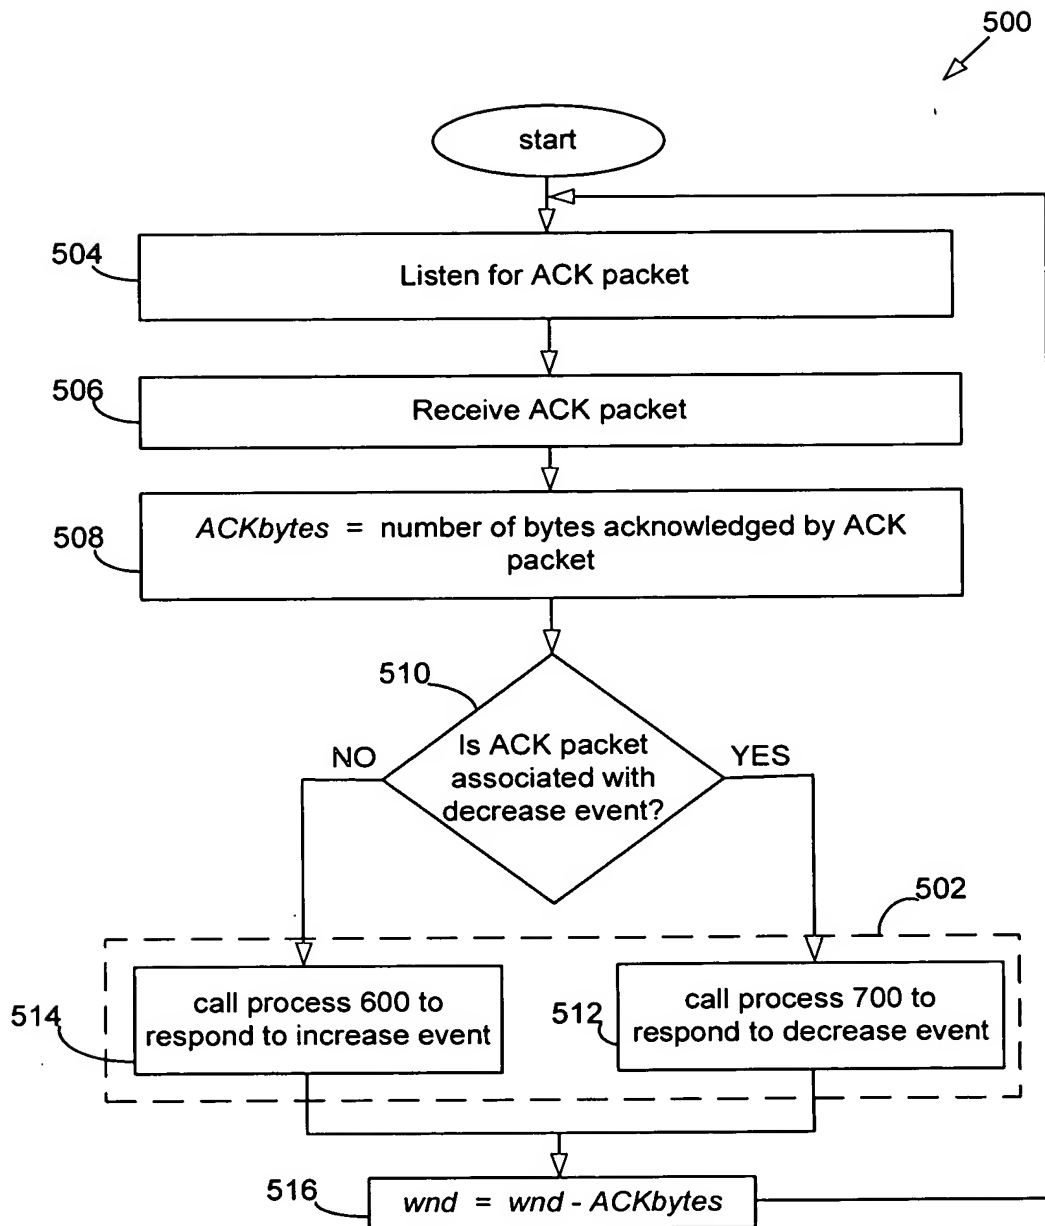 500
start
504
Listen for ACK packet
506
Receive ACK packet
508
ACKbytes = number of bytes acknowledged by ACK
packet
510
NO
Is ACK packet
associated with
decrease event?
YES
502
514
call process 600 to
respond to increase event
512
call process 700 to
respond to decrease event
516
wnd = wnd - ACKbytes